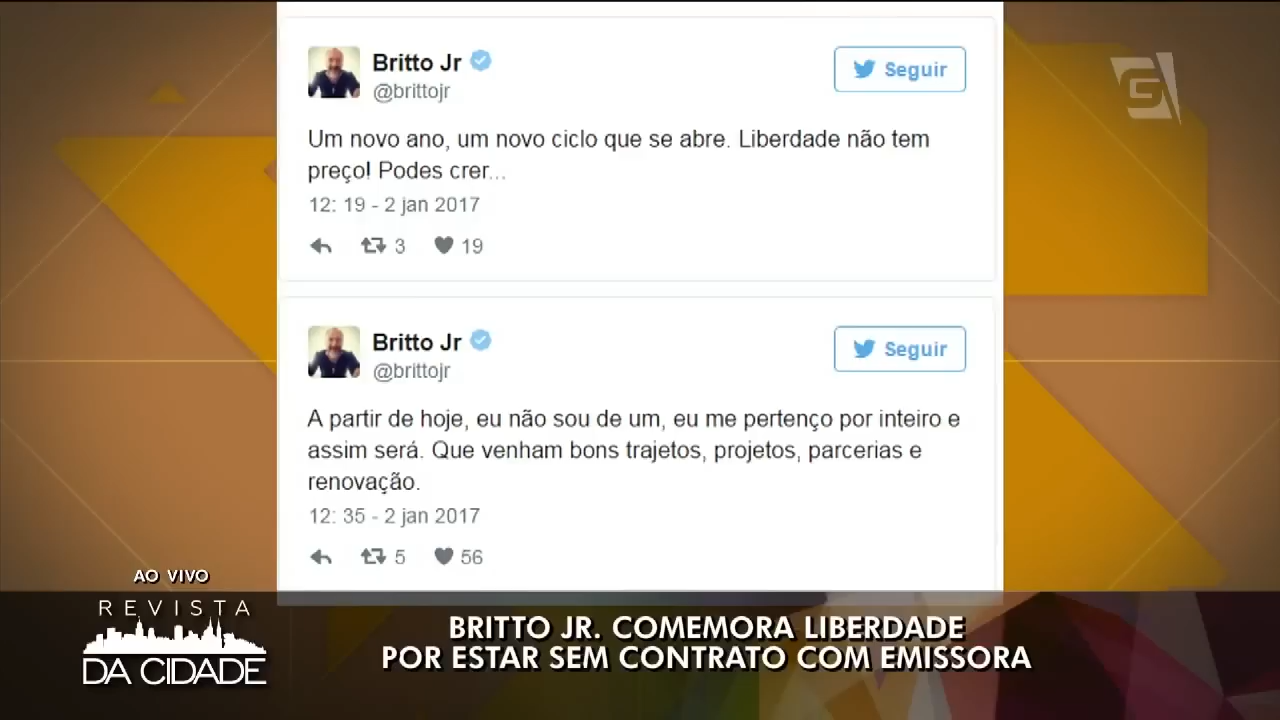 Britto Jr
@brittojr
Seguir
Um novo ano, um novo ciclo que se abre. Liberdade não tem
preço! Podes crer...
12: 19 - 2 jan 2017
3 19
Britto Jr
@brittojr
Seguir
A partir de hoje, eu não sou de um, eu me pertenço por inteiro e
assim será. Que venham bons trajetos, projetos, parcerias e
renovação.
12: 35 - 2 jan 2017
5 56
AO VIVO
REVISTA
DA CIDADE
BRITTO JR. COMEMORA LIBERDADE
POR ESTAR SEM CONTRATO COM EMISSORA
G